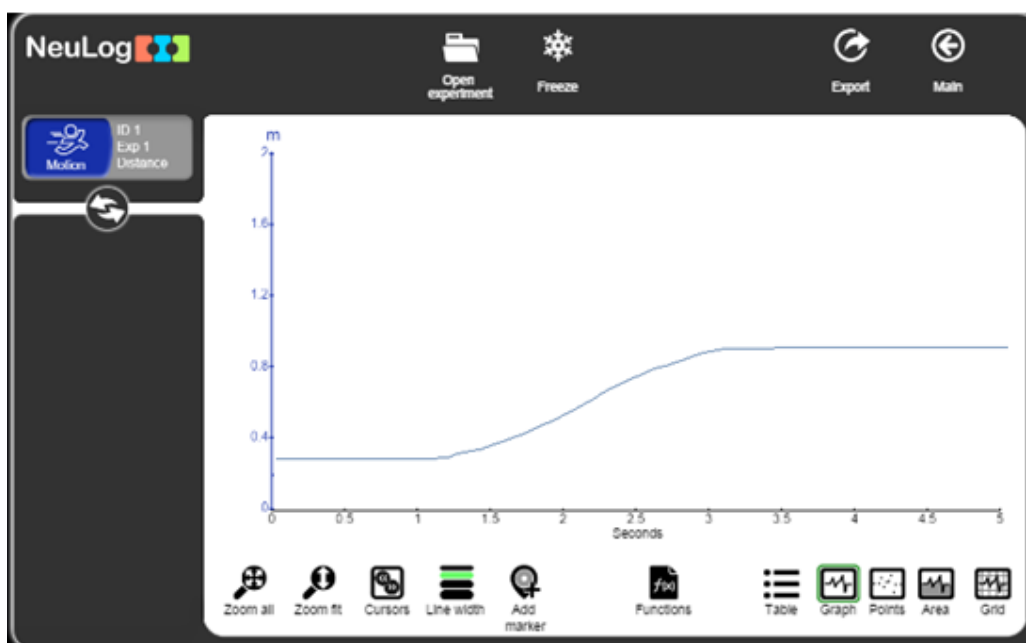 NeuLog
Open
experiment
Freeze
Export
Main
Motion
ID 1
Exp 1
Distance
m
2
1.6
1.2
0.8
0.4
0
0 0.5 1 1.5 2 2.5 3 3.5 4 4.5 5
Seconds
Zoom all
Zoom fit
Cursors
Line width
Add
marker
f(x)
Functions
Table
Graph
Points
Area
Grid